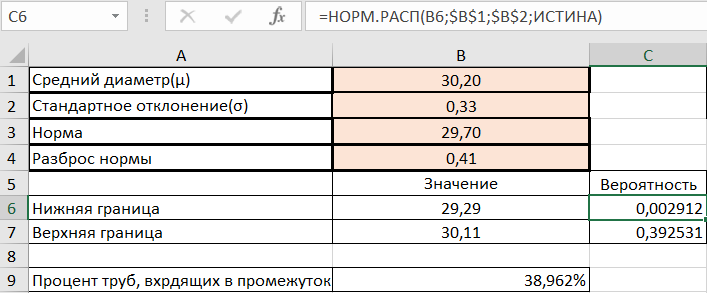 C6 fx =НОРМ.РАСП(B6;$B$1;$B$2;ИСТИНА)
A B C
1 Средний диаметр(μ) 30,20
2 Стандартное отклонение(σ) 0,33
3 Норма 29,70
4 Разброс нормы 0,41
5 Значение Вероятность
6 Нижняя граница 29,29 0,002912
7 Верхняя граница 30,11 0,392531
8
9 Процент труб, вхрдящих в промежуток 38,962%